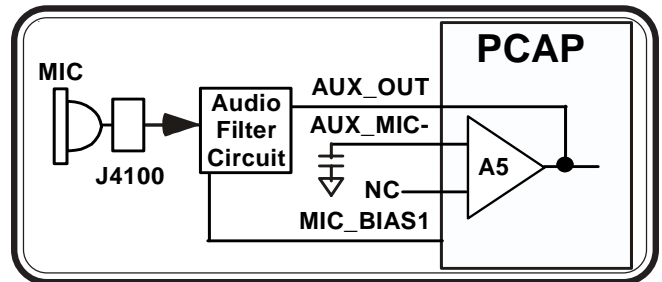 PCAP
MIC
AUX_OUT
Audio
Filter
Circuit
AUX_MIC-
A5
J4100
NC
MIC_BIAS1